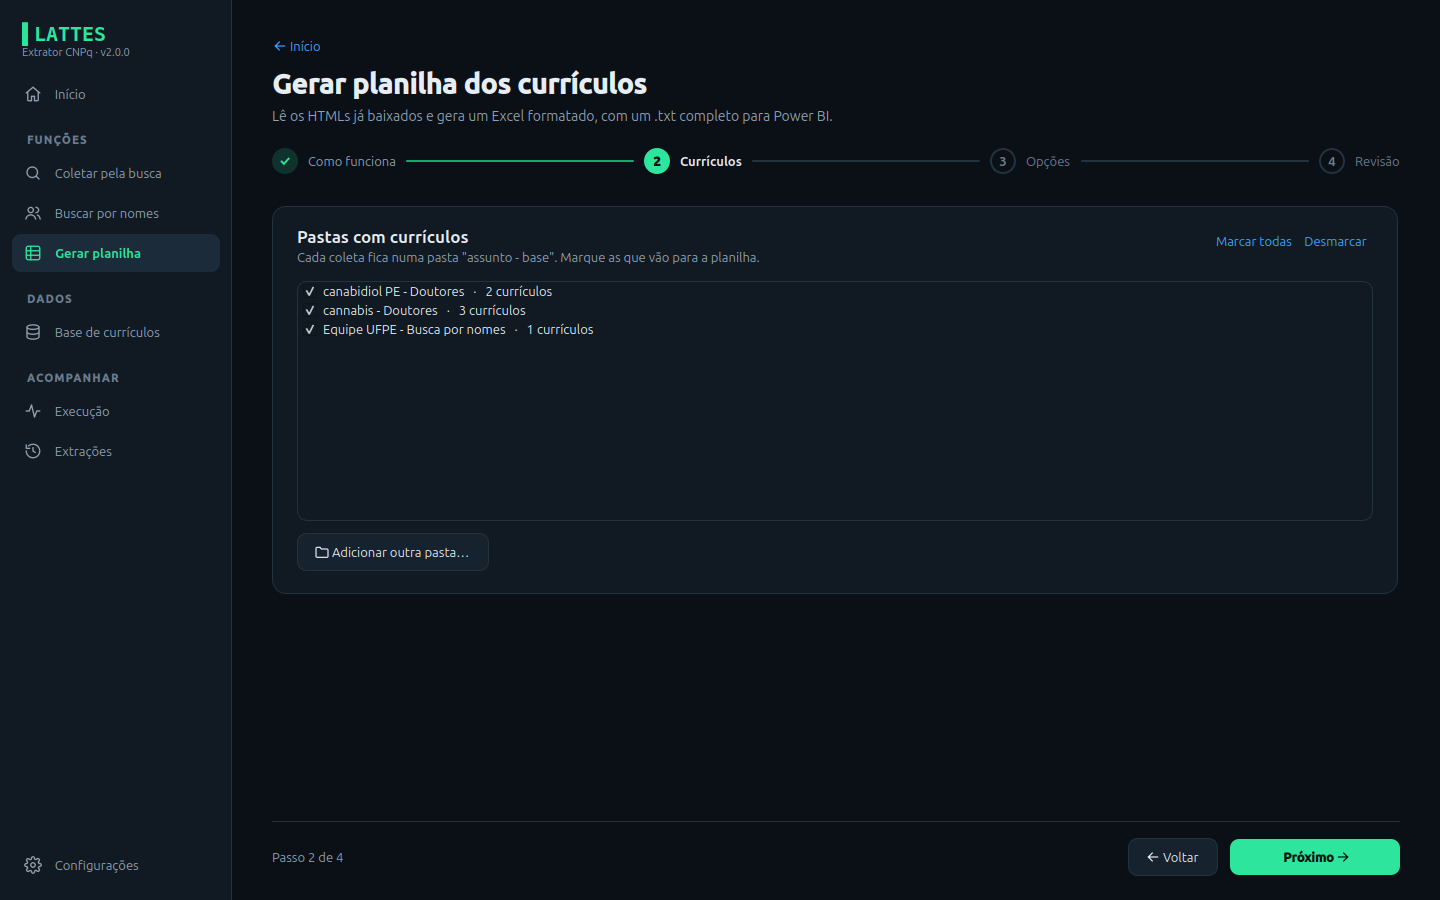 LATTES
Extrator CNPq · v2.0.0
Início
FUNÇÕES
Coletar pela busca
Buscar por nomes
Gerar planilha
DADOS
Base de currículos
ACOMPANHAR
Execução
Extrações
Configurações
← Início
Gerar planilha dos currículos
Lê os HTMLs já baixados e gera um Excel formatado, com um .txt completo para Power BI.
✓ Como funciona 2 Currículos 3 Opções 4 Revisão
Pastas com currículos
Marcar todas Desmarcar
Cada coleta fica numa pasta "assunto - base". Marque as que vão para a planilha.
✓ canabidiol PE - Doutores · 2 currículos
✓ cannabis - Doutores · 3 currículos
✓ Equipe UFPE - Busca por nomes · 1 currículos
Adicionar outra pasta…
Passo 2 de 4
← Voltar
Próximo →